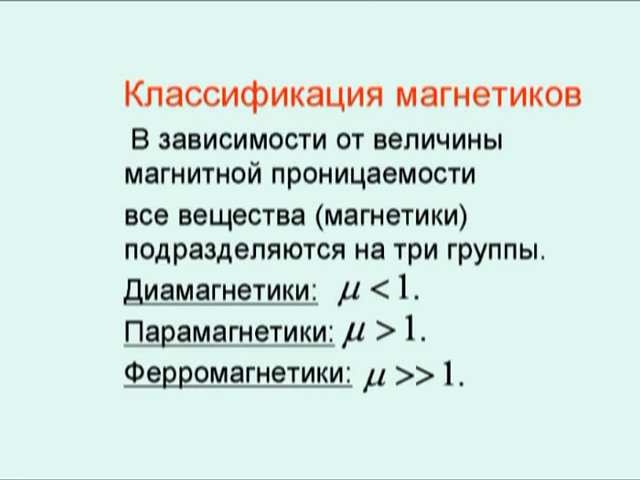 Классификация магнетиков
В зависимости от величины
магнитной проницаемости
все вещества (магнетики)
подразделяются на три группы.
Диамагнетики: μ < 1.
Парамагнетики: μ > 1.
Ферромагнетики: μ >> 1.